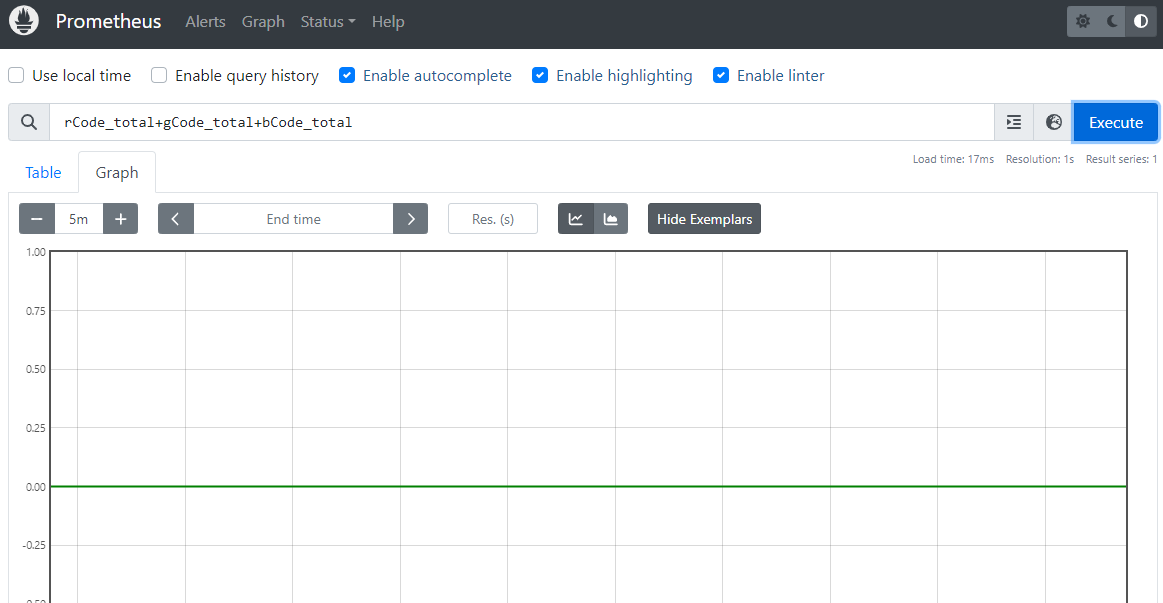 Prometheus Alerts Graph Status Help
Use local time Enable query history Enable autocomplete Enable highlighting Enable linter
rCode_total+gCode_total+bCode_total Execute
Load time: 17ms Resolution: 1s Result series: 1
Table Graph
5m End time Res. (s) Hide Exemplars
1.00
0.75
0.50
0.25
0.00
-0.25